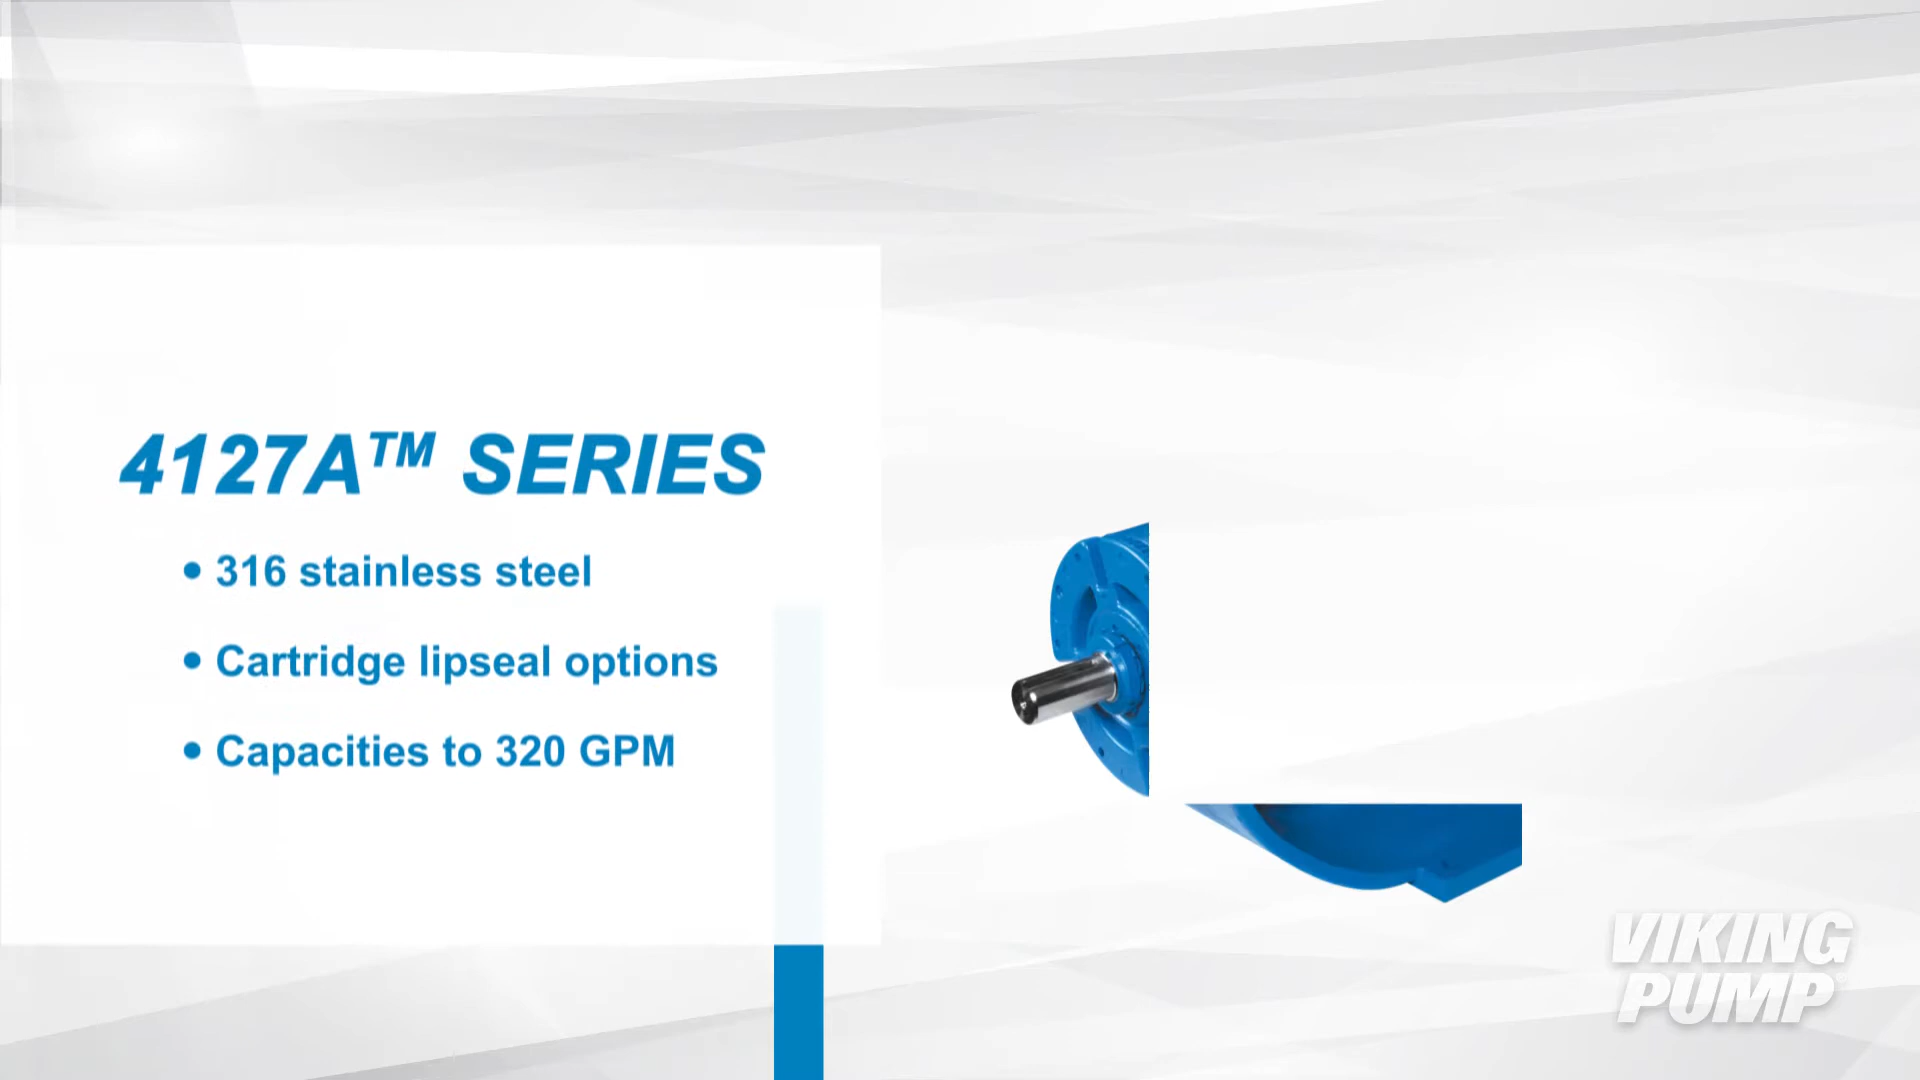 4127A™ SERIES
• 316 stainless steel
• Cartridge lipseal options
• Capacities to 320 GPM
VIKING
PUMP